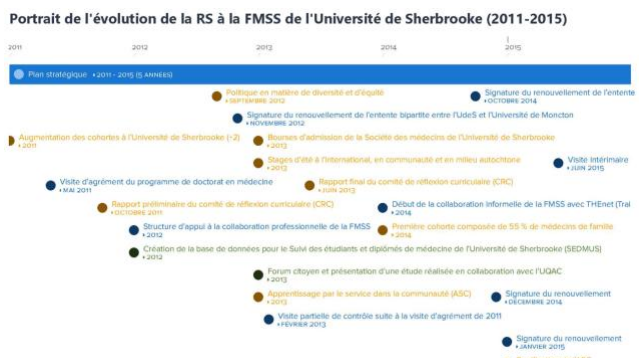 Portrait de l'évolution de la RS à la FMSS de l'Université de Sherbrooke (2011-2015)
2011 2012 2013 2014 2015
Plan stratégique • 2011 - 2015 (5 ANNÉES)
Politique en matière de diversité et d'équité
• SEPTEMBRE 2012
Signature du renouvellement de l'entente
• OCTOBRE 2014
Signature du renouvellement de l'entente bipartite entre l'UdeS et l'Université de Moncton
• NOVEMBRE 2012
Augmentation des cohortes à l'Université de Sherbrooke (+2)
• 2011
Bourses d'admission de la Société des médecins de l'Université de Sherbrooke
• 2013
Stages d'été à l'international, en communauté et en milieu autochtone
• 2013
Visite intérimaire
• JUIN 2015
Visite d'agrément du programme de doctorat en médecine
• MAI 2011
Rapport final du comité de réflexion curriculaire (CRC)
• JUIN 2013
Rapport préliminaire du comité de réflexion curriculaire (CRC)
• OCTOBRE 2011
Début de la collaboration informelle de la FMSS avec THEnet (Trai
• 2014
Structure d'appui à la collaboration professionelle de la FMSS
• 2012
Première cohorte composée de 55 % de médecins de famille
• 2014
Création de la base de données pour le Suivi des étudiants et diplômés de médecine de l'Université de Sherbrooke (SEDMUS)
• 2012
Forum citoyen et présentation d'une étude réalisée en collaboration avec l'UQAC
• 2013
Apprentissage par le service dans la communauté (ASC)
• 2013
Signature du renouvellement
• DÉCEMBRE 2014
Visite partielle de contrôle suite à la visite d'agrément de 2011
• FÉVRIER 2013
Signature du renouvellement
• JANVIER 2015